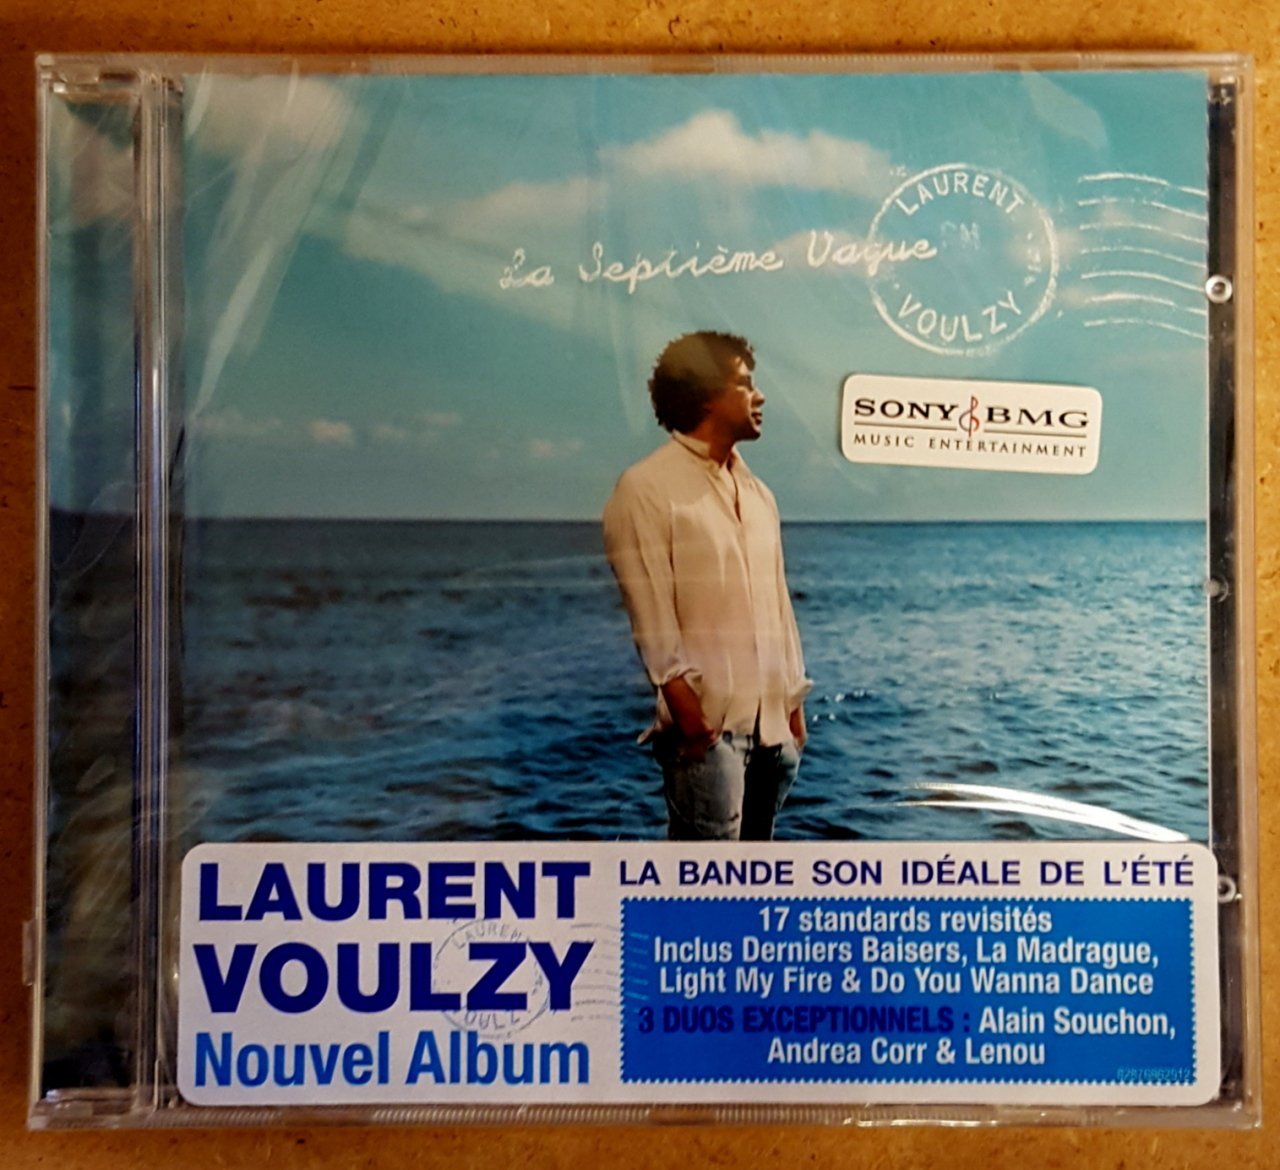 La Septième Vague
LAURENT
VOULZY
SONY BMG
MUSIC ENTERTAINMENT
LAURENT
VOULZY
Nouvel Album
LA BANDE SON IDÉALE DE L'ÉTÉ
17 standards revisités
Inclus Derniers Baisers, La Madrague,
Light My Fire & Do You Wanna Dance
3 DUOS EXCEPTIONNELS : Alain Souchon,
Andrea Corr & Lenou